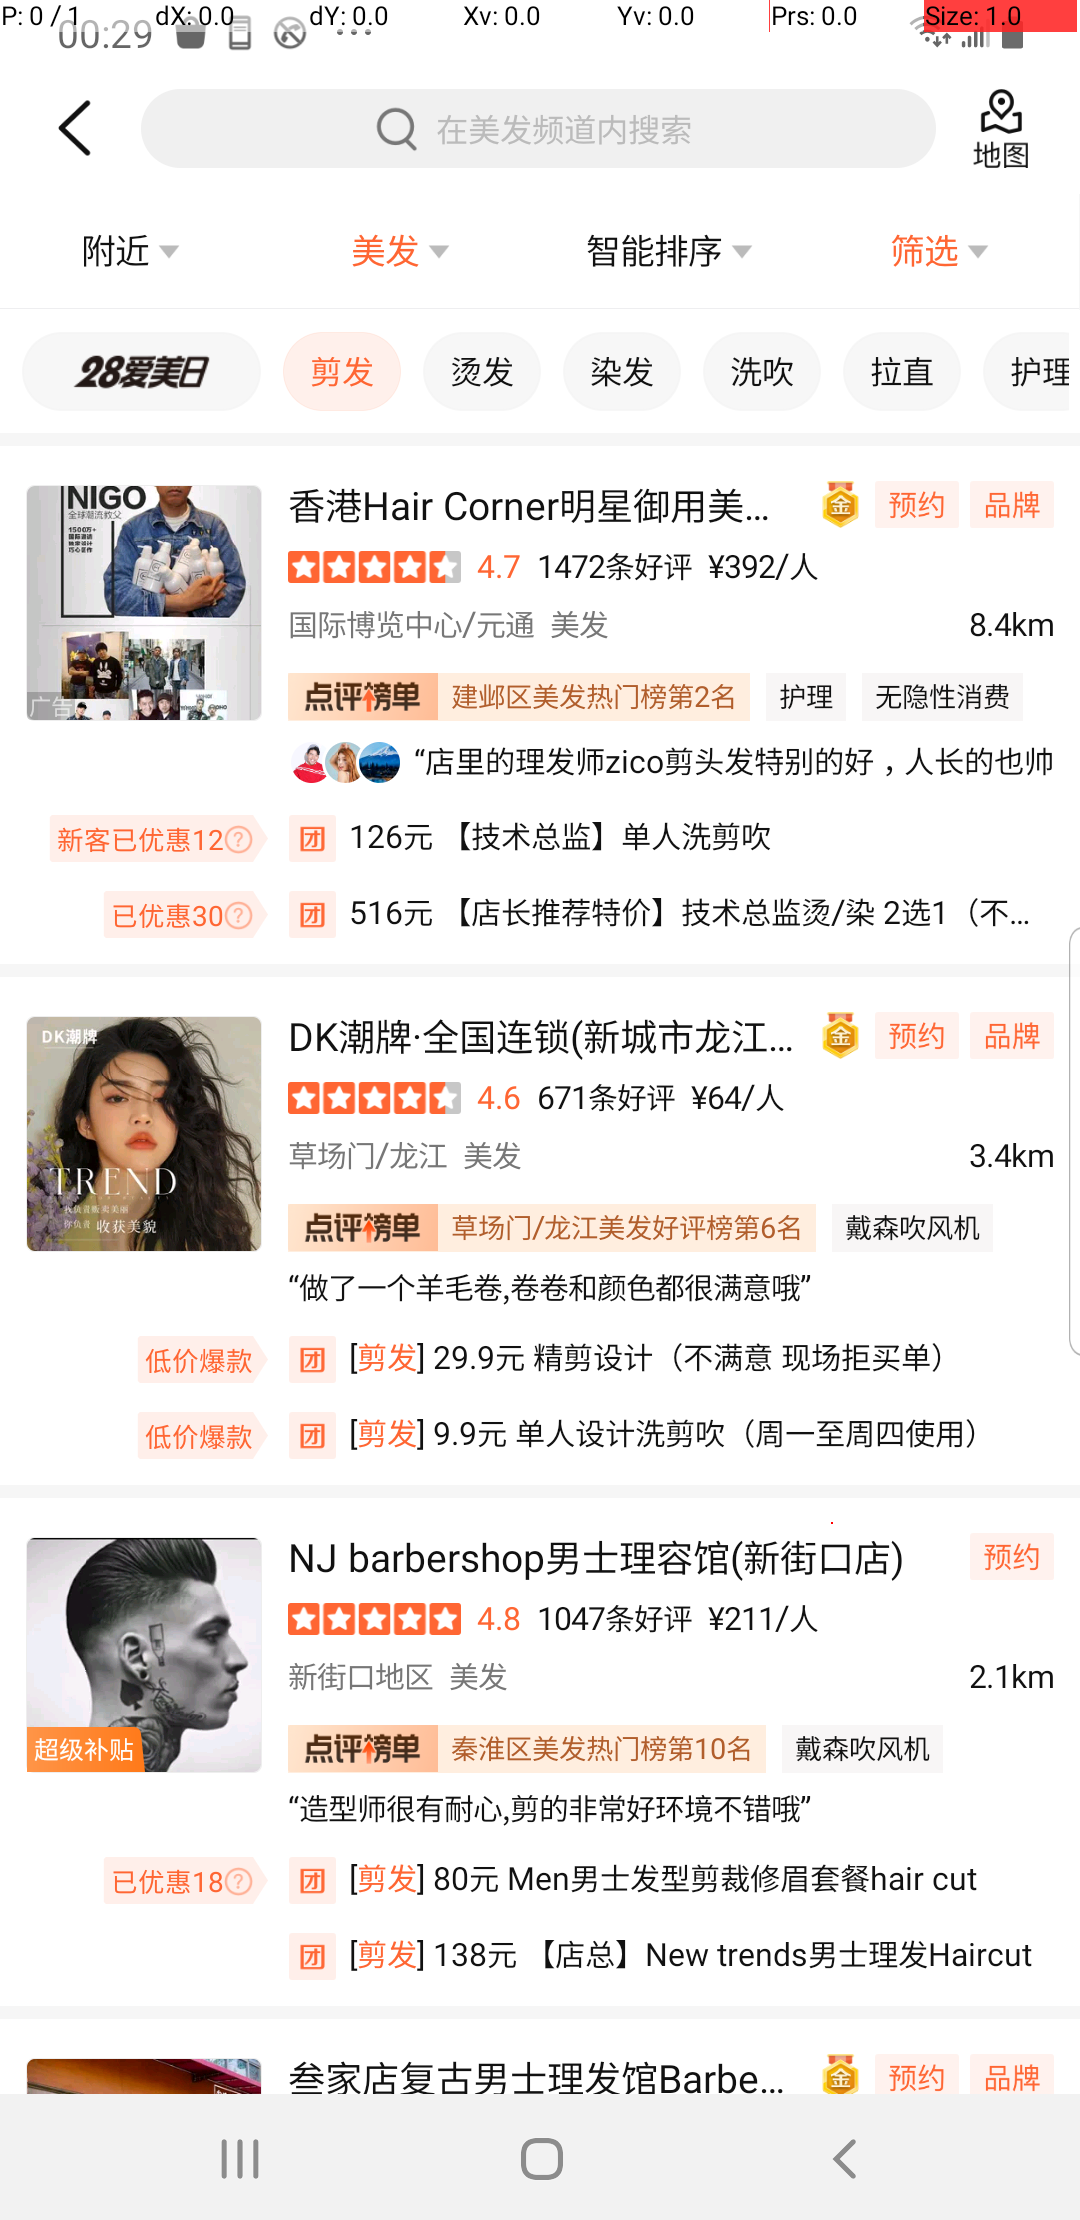 P: 0 / 1 dX: 0.0 dY: 0.0 Xv: 0.0 Yv: 0.0 Prs: 0.0 Size: 1.0
00:29
在美发频道内搜索
地图
附近 美发 智能排序 筛选
28爱美日 剪发 烫发 染发 洗吹 拉直 护理
NIGO
全球潮流教父
1500万+
广告
香港Hair Corner明星御用美... 金 预约 品牌
4.7 1472条好评 ¥392/人
国际博览中心/元通 美发 8.4km
点评榜单 建邺区美发热门榜第2名 护理 无隐性消费
“店里的理发师zico剪头发特别的好，人长的也帅
新客已优惠12? 团 126元 【技术总监】单人洗剪吹
已优惠30? 团 516元 【店长推荐特价】技术总监烫/染 2选1（不...
DK潮牌
TREND
我负责贩卖美丽
你负责 收获美貌
DK潮牌·全国连锁(新城市龙江... 金 预约 品牌
4.6 671条好评 ¥64/人
草场门/龙江 美发 3.4km
点评榜单 草场门/龙江美发好评榜第6名 戴森吹风机
“做了一个羊毛卷,卷卷和颜色都很满意哦”
低价爆款 团 [剪发] 29.9元 精剪设计（不满意 现场拒买单）
低价爆款 团 [剪发] 9.9元 单人设计洗剪吹（周一至周四使用）
超级补贴
NJ barbershop男士理容馆(新街口店) 预约
4.8 1047条好评 ¥211/人
新街口地区 美发 2.1km
点评榜单 秦淮区美发热门榜第10名 戴森吹风机
“造型师很有耐心,剪的非常好环境不错哦”
已优惠18? 团 [剪发] 80元 Men男士发型剪裁修眉套餐hair cut
团 [剪发] 138元 【店总】New trends男士理发Haircut
叁家店复古男士理发馆Barbe... 金 预约 品牌